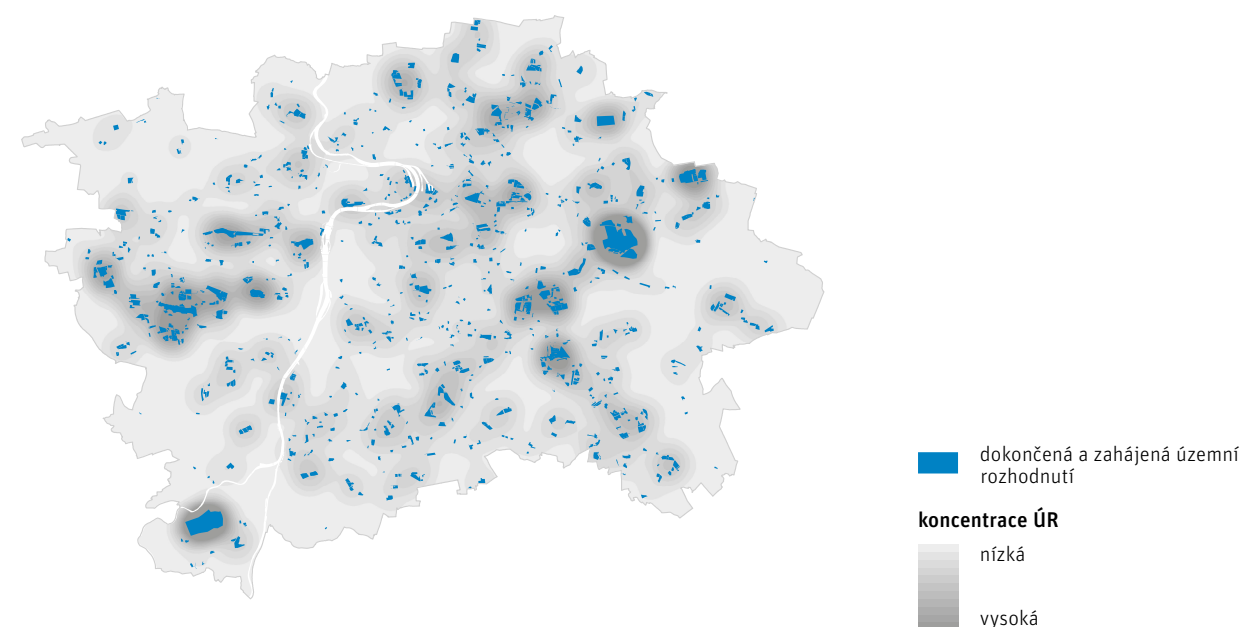 dokončená a zahájená územní
rozhodnutí
koncentrace ÚR
nízká
vysoká